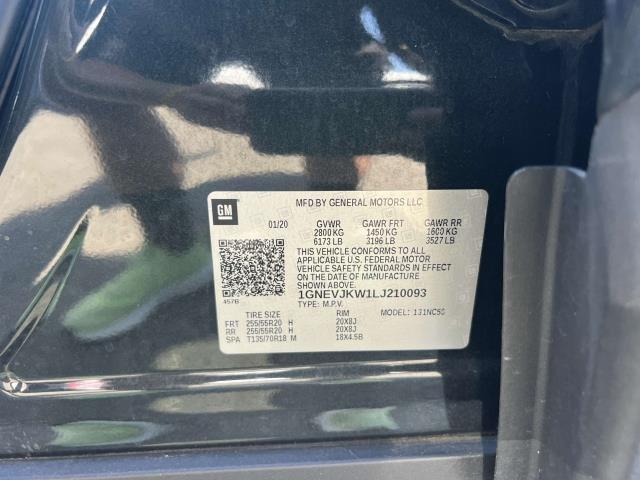 GM
MFD BY GENERAL MOTORS LLC
01/20 GVWR GAWR FRT GAWR RR
2800 KG 1450 KG 1600 KG
6173 LB 3196 LB 3527 LB
THIS VEHICLE CONFORMS TO ALL
APPLICABLE U.S. FEDERAL MOTOR
VEHICLE SAFETY STANDARDS IN EFFECT
ON THE DATE OF MANUFACTURE
SHOWN ABOVE.
457B 1GNEVJKW1LJ210093
TYPE: M.P.V. MODEL: 131NC56
TIRE SIZE RIM
FRT 255/55R20 H 20X8J
RR 255/55R20 H 20X8J
SPA T135/70R18 M 18X4.5B